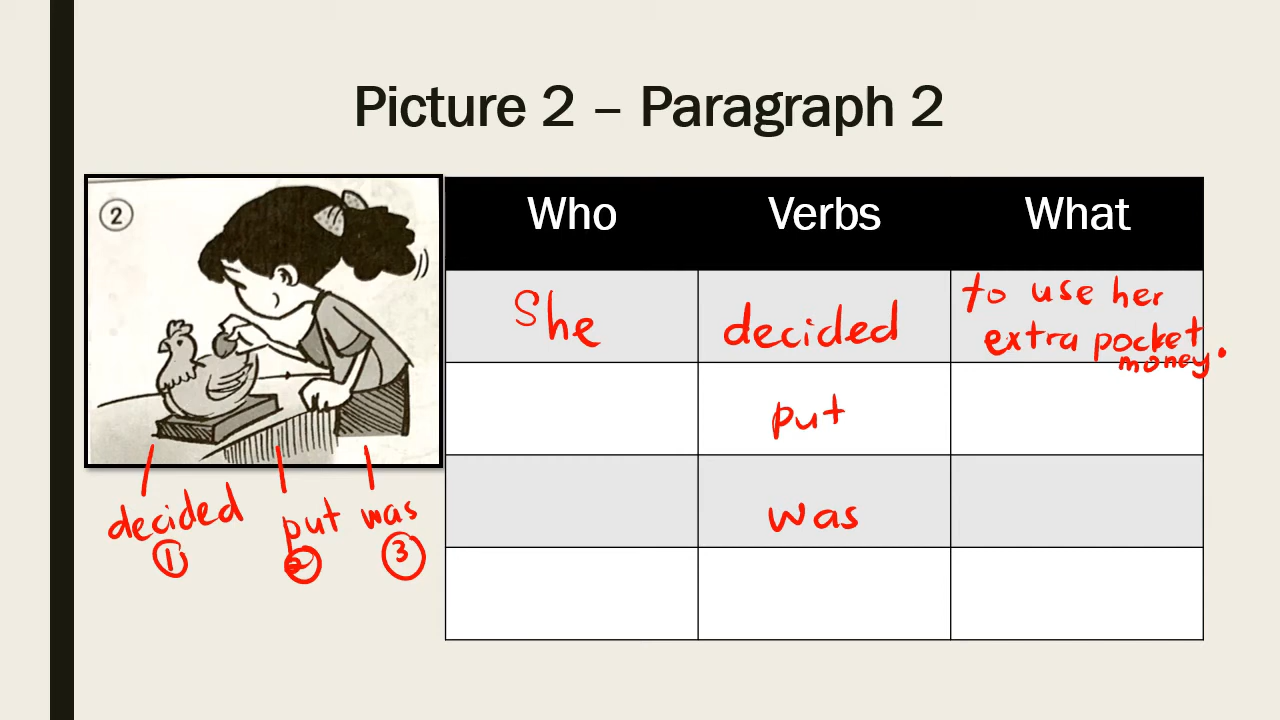 Picture 2 – Paragraph 2
2
Who Verbs What
She decided to use her
extra pocket
money.
put
was
decided put was
1 2 3